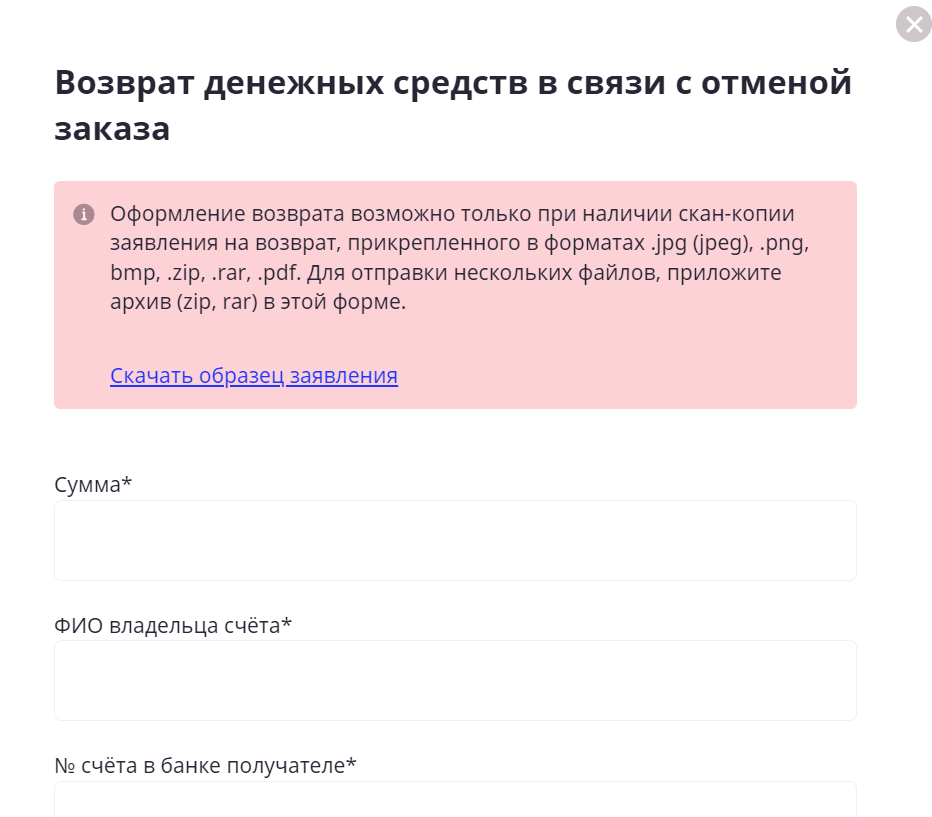 Возврат денежных средств в связи с отменой
заказа
Оформление возврата возможно только при наличии скан-копии
заявления на возврат, прикрепленного в форматах .jpg (jpeg), .png,
bmp, .zip, .rar, .pdf. Для отправки нескольких файлов, приложите
архив (zip, rar) в этой форме.
Скачать образец заявления
Сумма*
ФИО владельца счёта*
№ счёта в банке получателе*